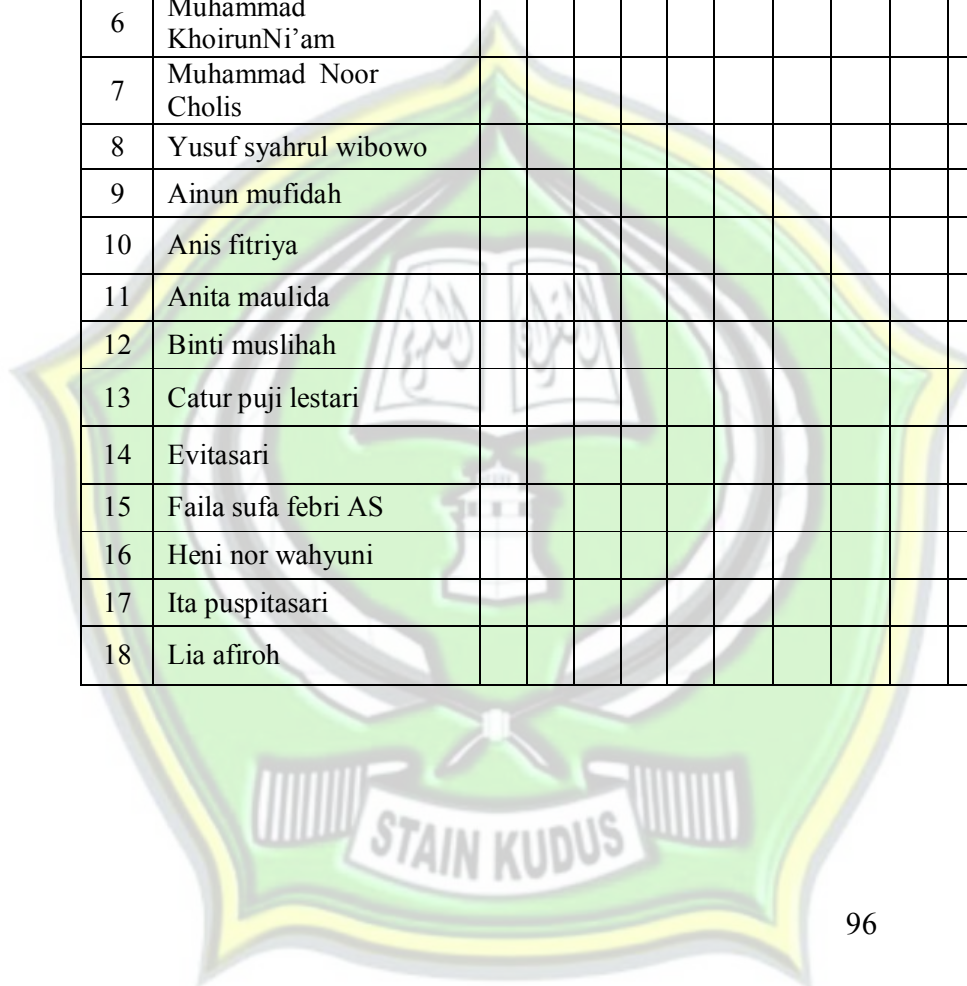 6 Muhammad
KhoirunNi’am
7 Muhammad Noor
Cholis
8 Yusuf syahrul wibowo
9 Ainun mufidah
10 Anis fitriya
11 Anita maulida
12 Binti muslihah
13 Catur puji lestari
14 Evitasari
15 Faila sufa febri AS
16 Heni nor wahyuni
17 Ita puspitasari
18 Lia afiroh
STAIN KUDUS
96